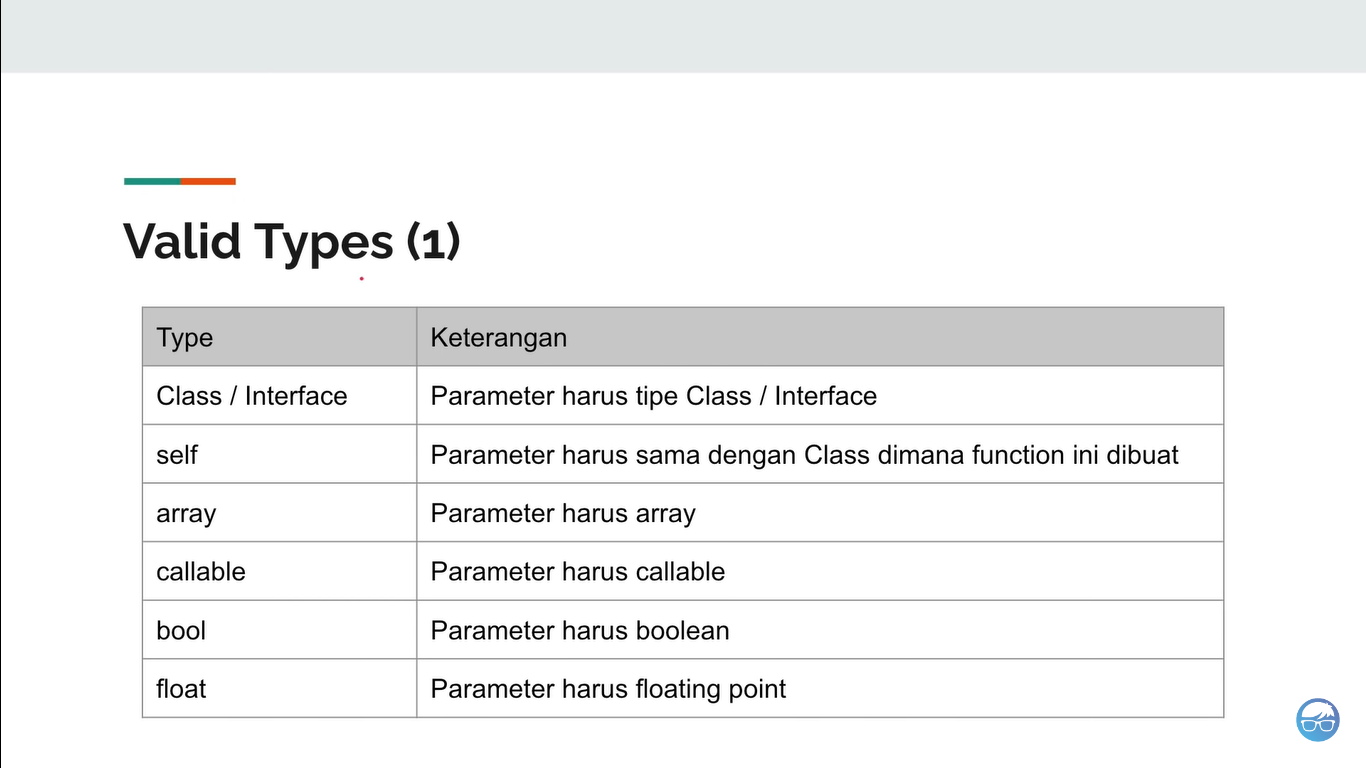 Valid Types (1)
Type Keterangan
Class / Interface Parameter harus tipe Class / Interface
self Parameter harus sama dengan Class dimana function ini dibuat
array Parameter harus array
callable Parameter harus callable
bool Parameter harus boolean
float Parameter harus floating point